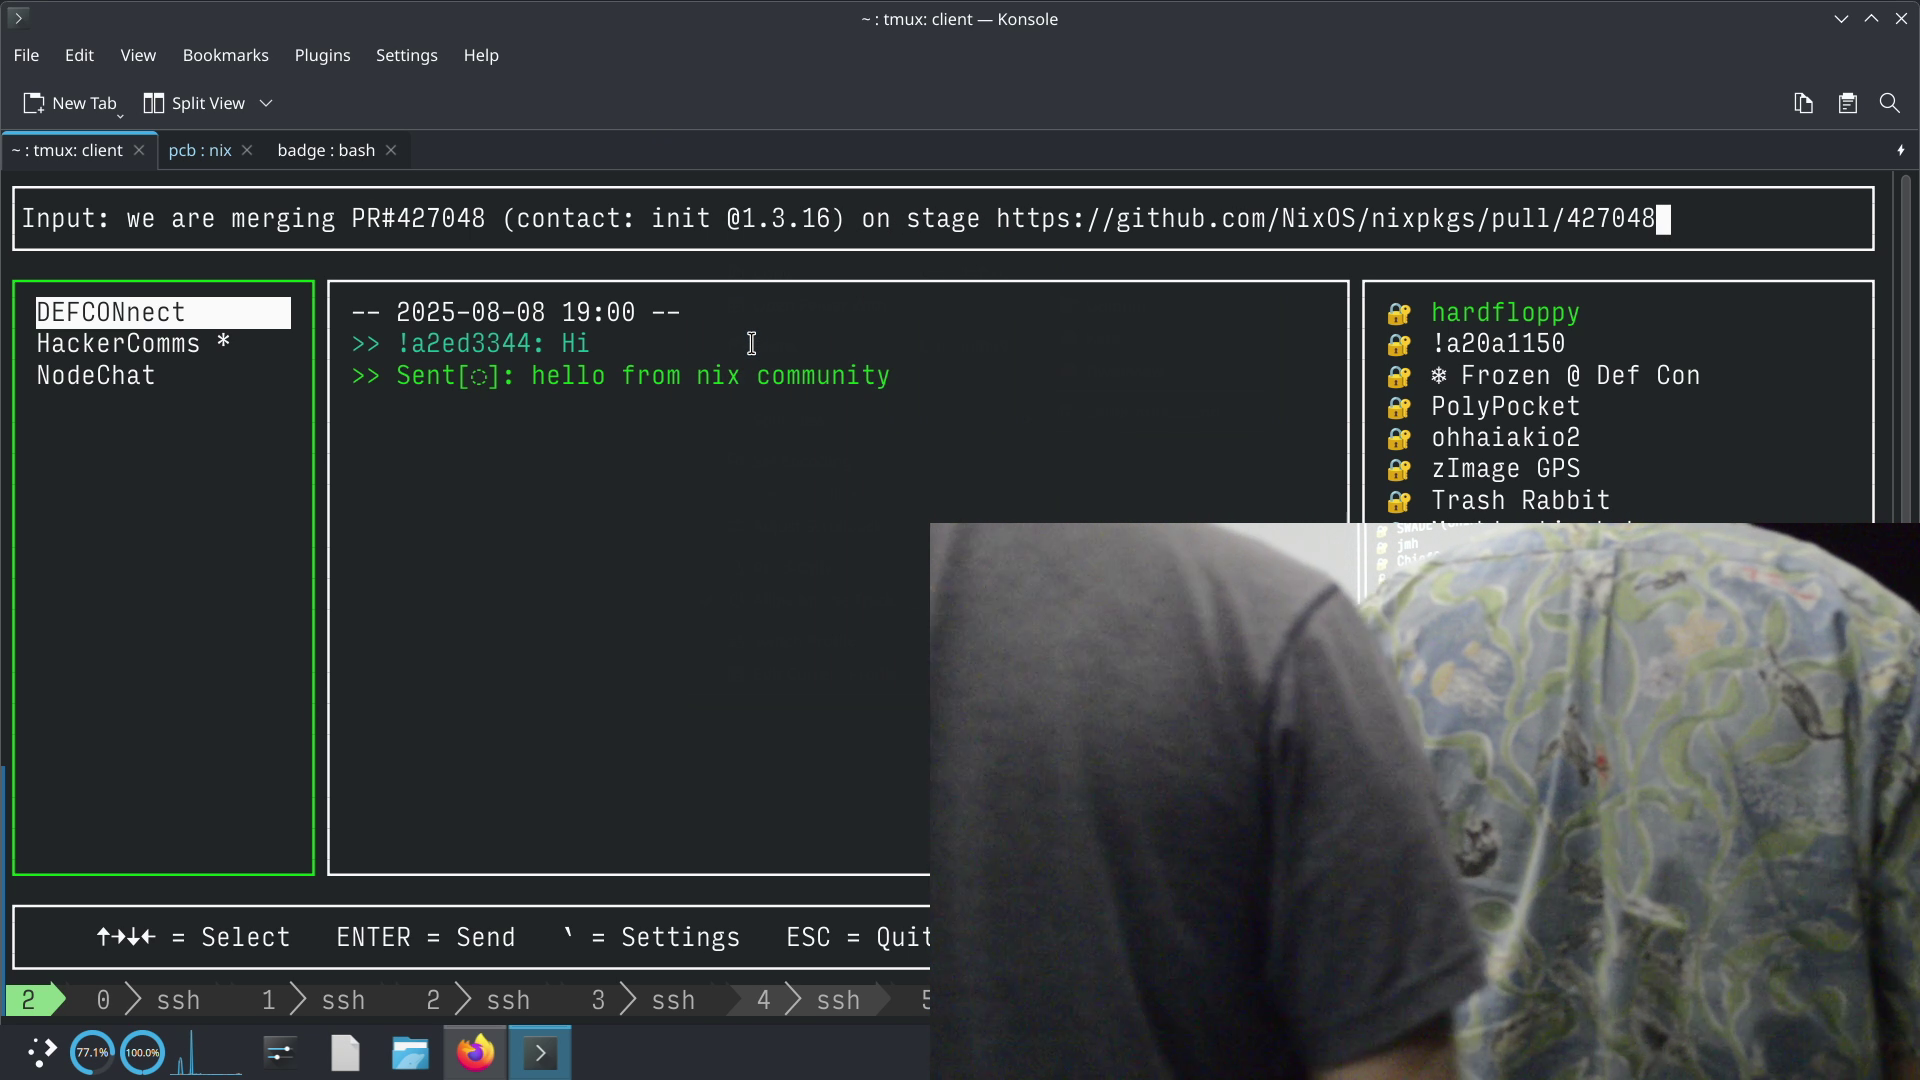 ~ : tmux: client — Konsole
File Edit View Bookmarks Plugins Settings Help
New Tab Split View
~ : tmux: client pcb : nix badge : bash
Input: we are merging PR#427048 (contact: init @1.3.16) on stage https://github.com/NixOS/nixpkgs/pull/427048
DEFCONnect
HackerComms *
NodeChat
-- 2025-08-08 19:00 --
>> !a2ed3344: Hi
>> Sent[◌]: hello from nix community
🔐 hardfloppy
🔐 !a20a1150
🔐 ❄ Frozen @ Def Con
🔐 PolyPocket
🔐 ohhaiakio2
🔐 zImage GPS
🔐 Trash Rabbit
jmh
↑→↓← = Select ENTER = Send ` = Settings ESC = Quit
2 0 ssh 1 ssh 2 ssh 3 ssh 4 ssh 5
77.1% 100.0%